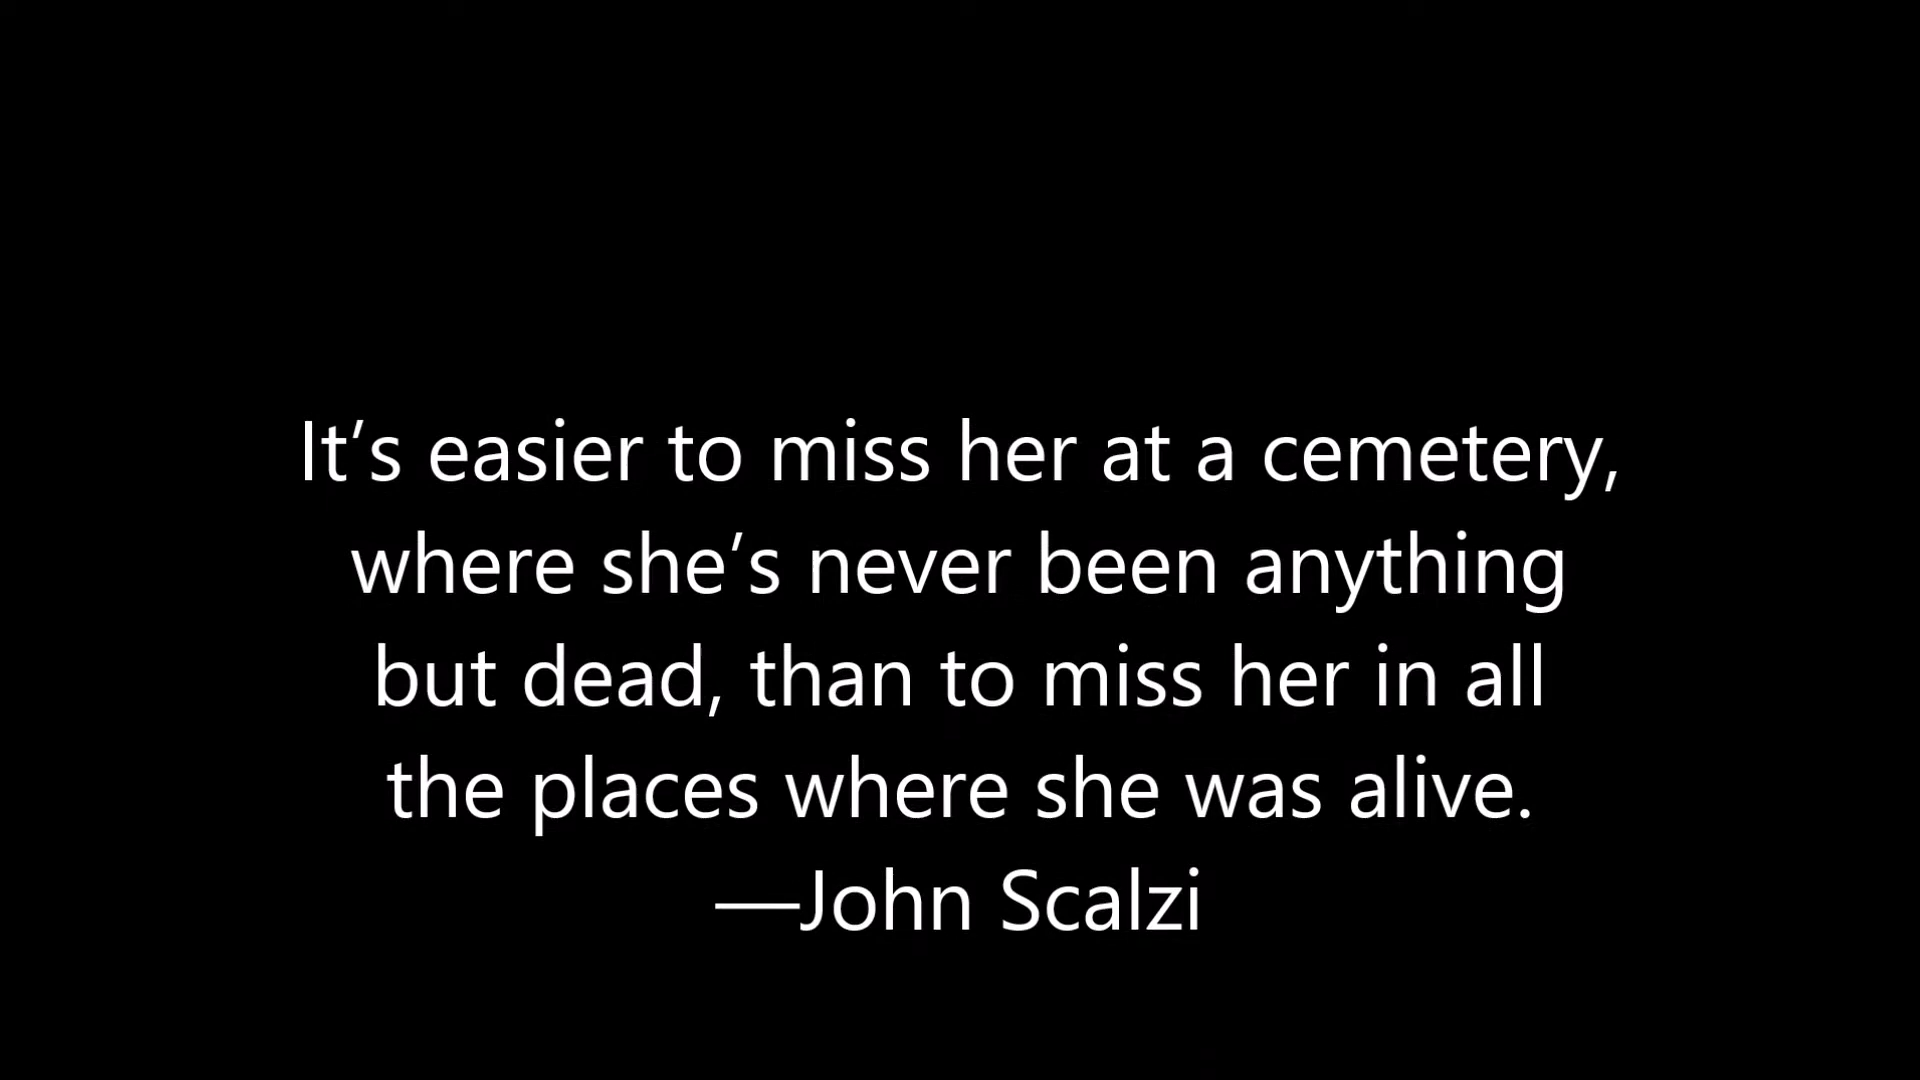 It’s easier to miss her at a cemetery,
where she’s never been anything
but dead, than to miss her in all
the places where she was alive.
—John Scalzi